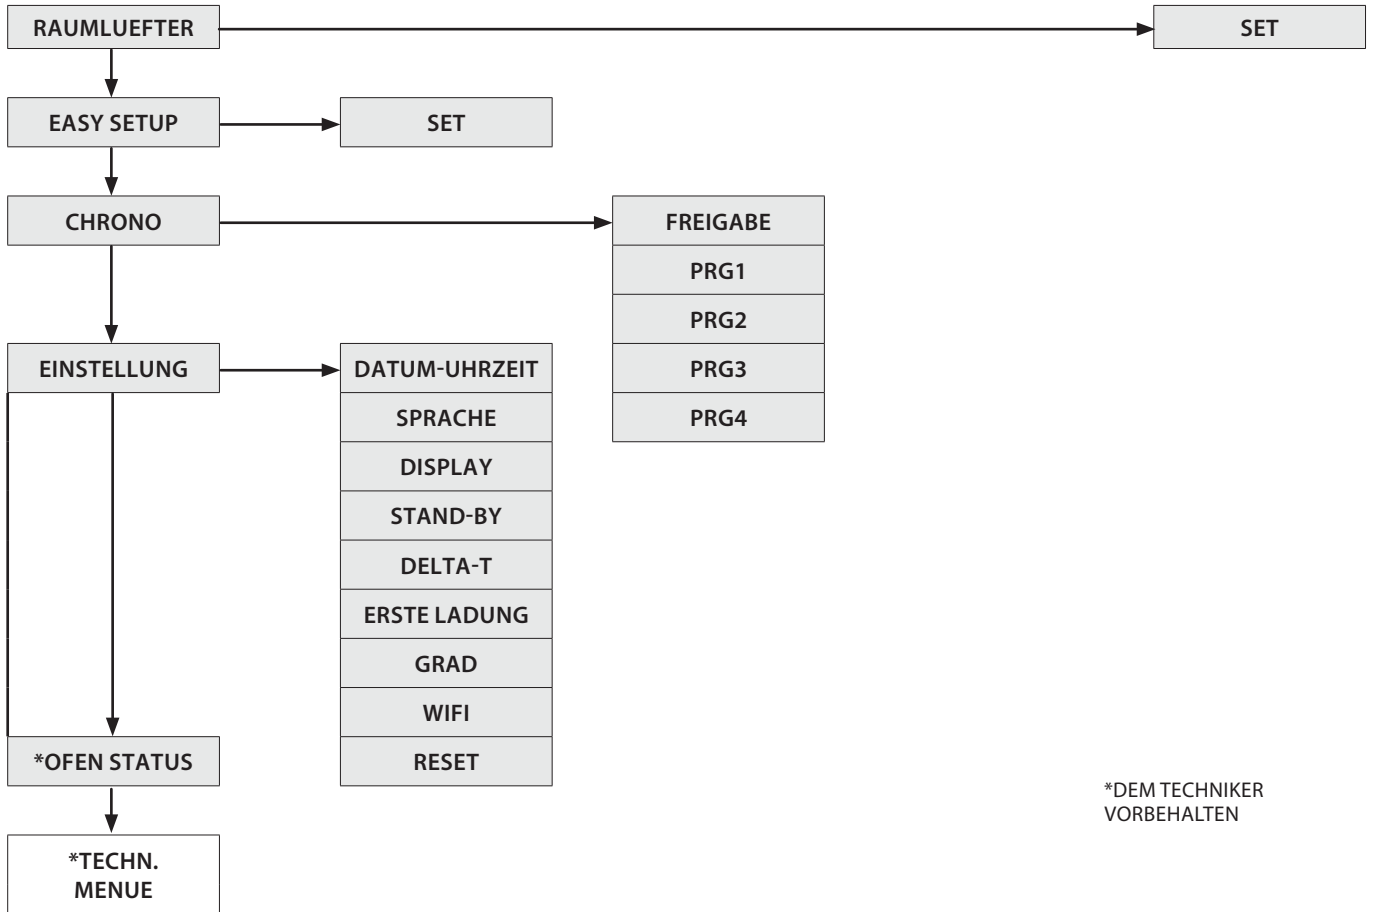 RAUMLUEFTER
SET
EASY SETUP
SET
CHRONO
FREIGABE
PRG1
PRG2
PRG3
PRG4
EINSTELLUNG
DATUM-UHRZEIT
SPRACHE
DISPLAY
STAND-BY
DELTA-T
ERSTE LADUNG
GRAD
WIFI
RESET
*OFEN STATUS
*TECHN.
MENUE
*DEM TECHNIKER
VORBEHALTEN